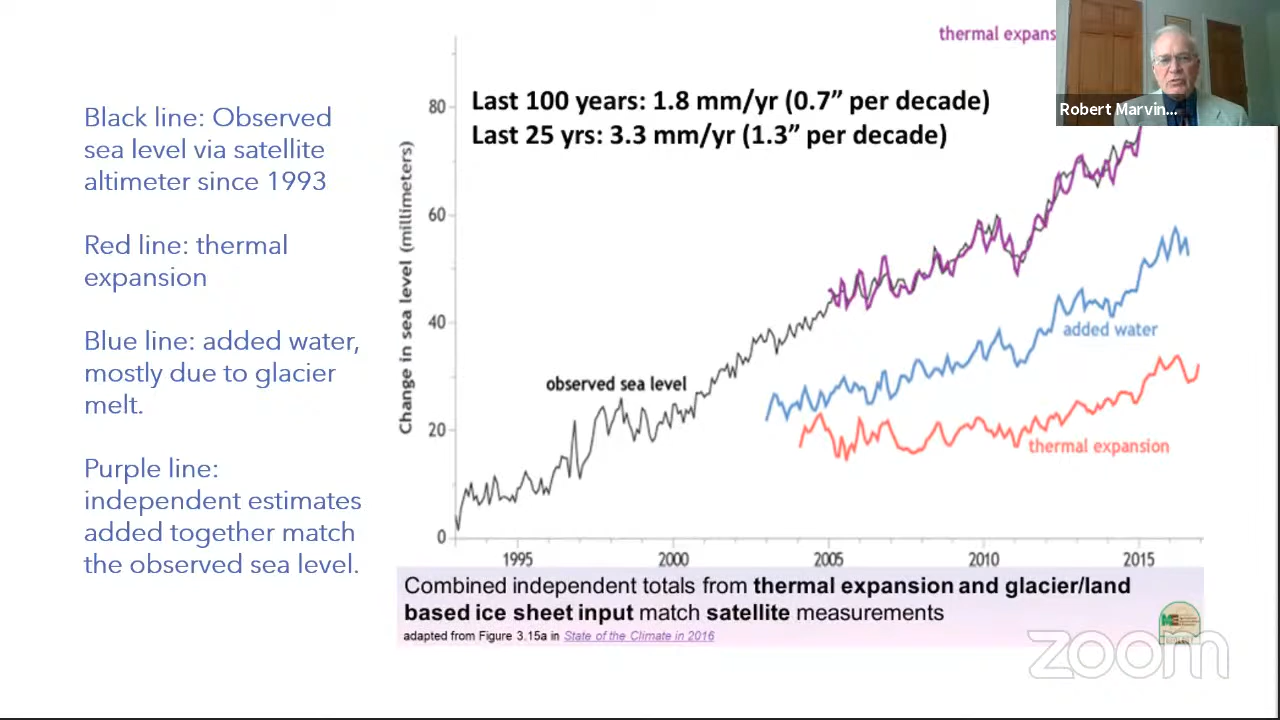 thermal expans
Robert Marvin...
Last 100 years: 1.8 mm/yr (0.7” per decade)
Last 25 yrs: 3.3 mm/yr (1.3” per decade)
Black line: Observed
sea level via satellite
altimeter since 1993
Red line: thermal
expansion
Blue line: added water,
mostly due to glacier
melt.
Purple line:
independent estimates
added together match
the observed sea level.
Change in sea level (millimeters)
80
60
40
20
0
observed sea level
added water
thermal expansion
1995 2000 2005 2010 2015
Combined independent totals from thermal expansion and glacier/land
based ice sheet input match satellite measurements
adapted from Figure 3.15a in State of the Climate in 2016
zoom